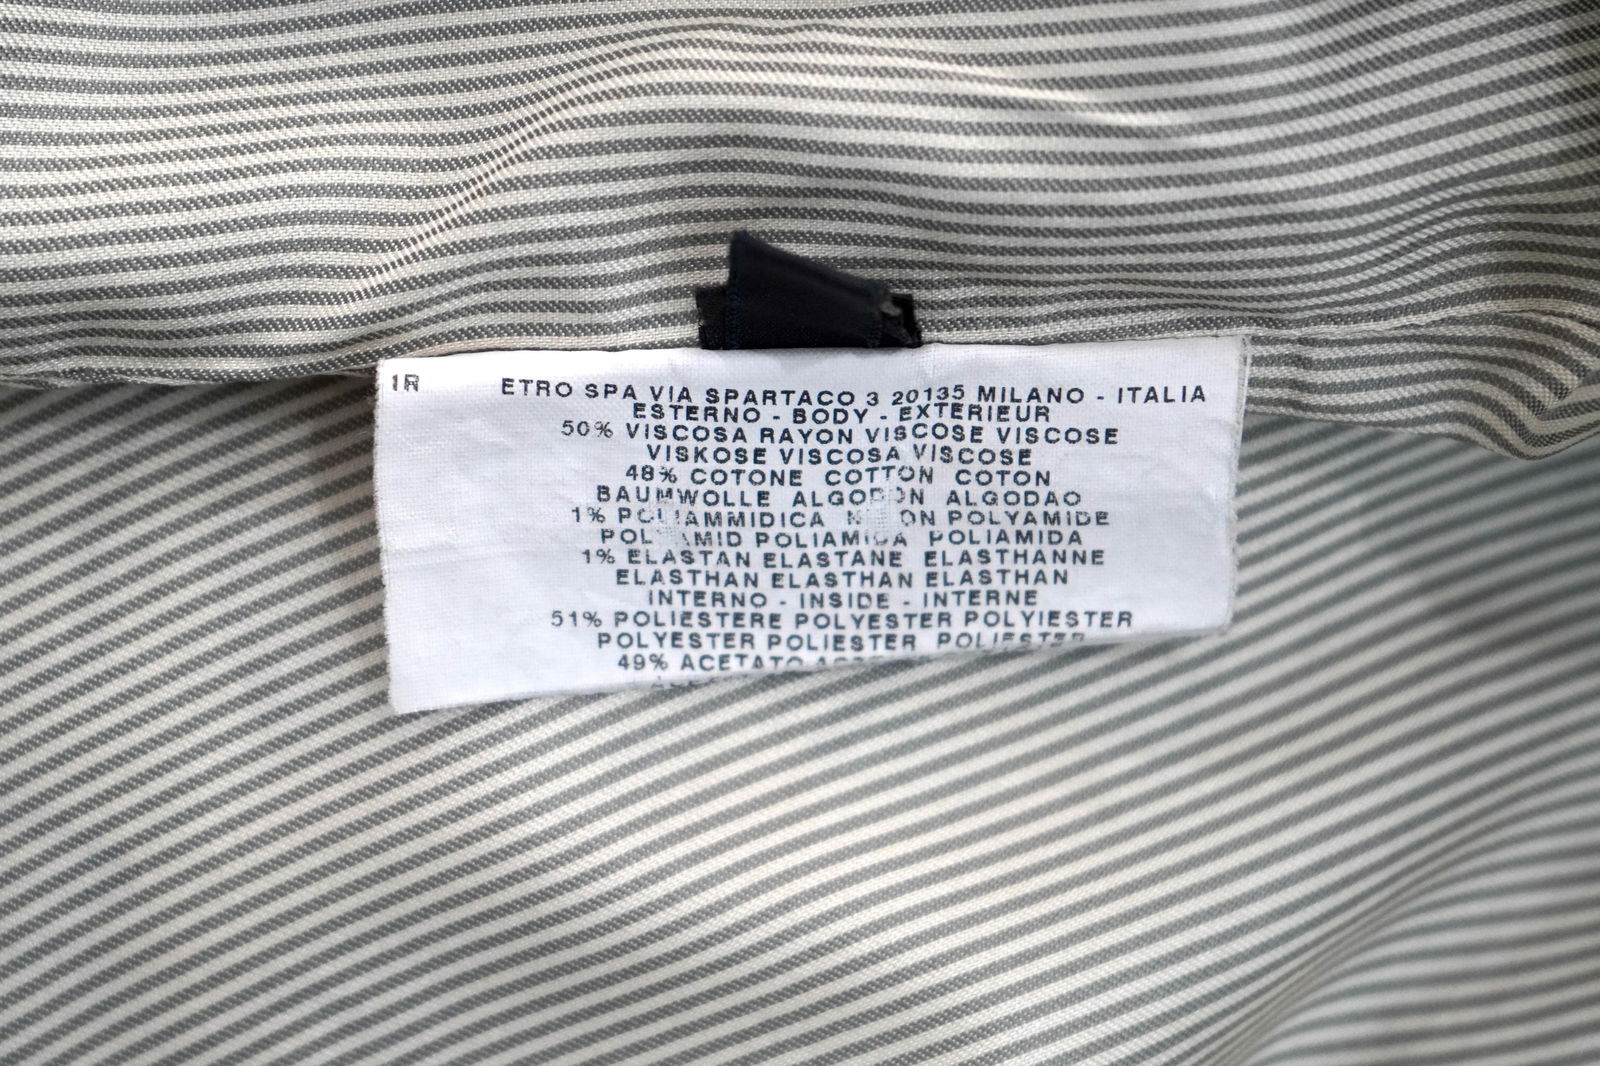 1R
ETRO SPA VIA SPARTACO 3 20135 MILANO - ITALIA
ESTERNO - BODY - EXTERIEUR
50% VISCOSA RAYON VISCOSE VISCOSE
VISKOSE VISCOSA VISCOSE
48% COTONE COTTON COTON
BAUMWOLLE ALGODON ALGODAO
1% POLIAMMIDICA NYLON POLYAMIDE
POLYAMID POLIAMIDA POLIAMIDA
1% ELASTAN ELASTANE ELASTHANNE
ELASTHAN ELASTHAN ELASTHAN
INTERNO - INSIDE - INTERNE
51% POLIESTERE POLYESTER POLYIESTER
POLYESTER POLIESTER POLIESTER
49% ACETATO